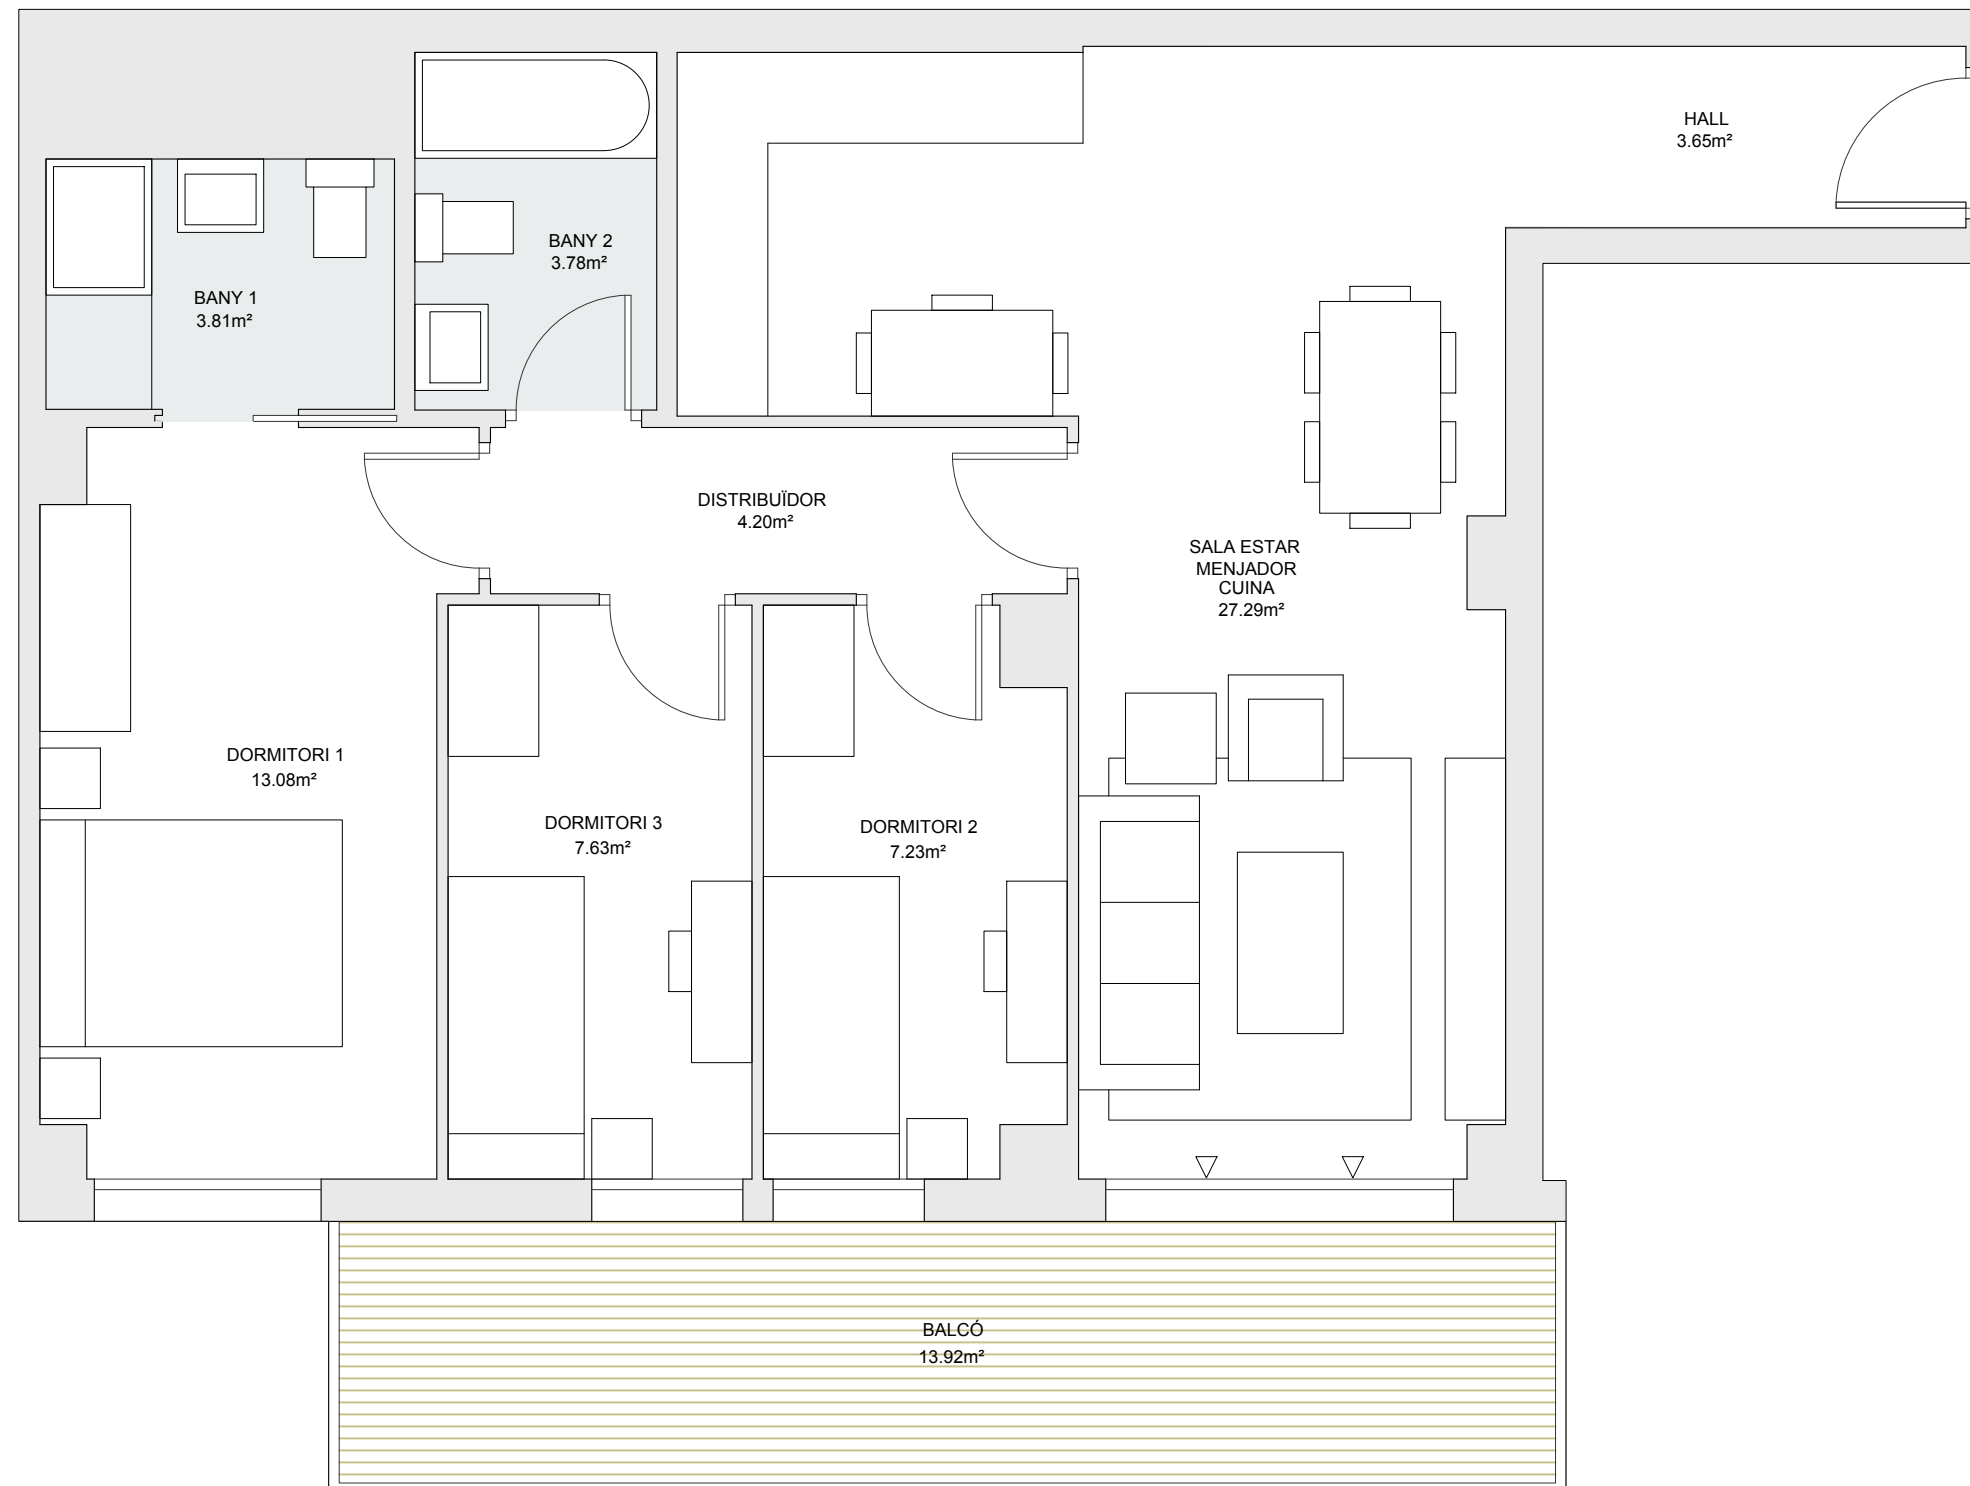 HALL
3.65m²
BANY 2
3.78m²
BANY 1
3.81m²
DISTRIBUÏDOR
4.20m²
SALA ESTAR
MENJADOR
CUINA
27.29m²
DORMITORI 1
13.08m²
DORMITORI 3
7.63m²
DORMITORI 2
7.23m²
BALCÓ
13.92m²